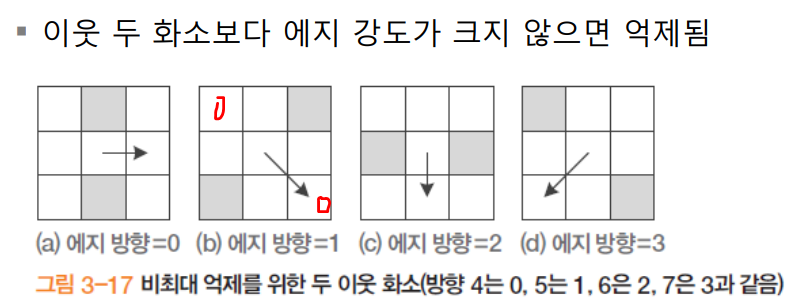 ▪ 이웃 두 화소보다 에지 강도가 크지 않으면 억제됨
(a) 에지 방향=0 (b) 에지 방향=1 (c) 에지 방향=2 (d) 에지 방향=3
그림 3-17 비최대 억제를 위한 두 이웃 화소(방향 4는 0, 5는 1, 6은 2, 7은 3과 같음)